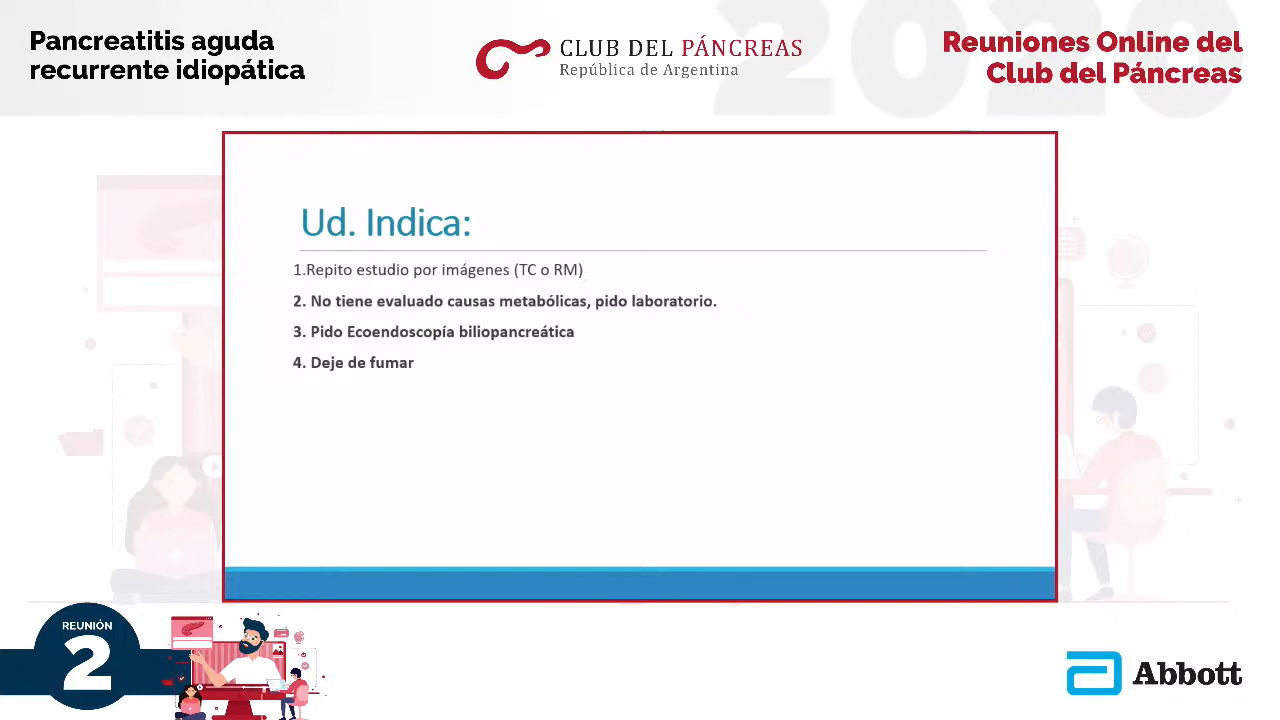 Pancreatitis aguda
recurrente idiopática
CLUB DEL PÁNCREAS
República de Argentina
2020
Reuniones Online del
Club del Páncreas
Ud. Indica:
1.Repito estudio por imágenes (TC o RM)
2. No tiene evaluado causas metabólicas, pido laboratorio.
3. Pido Ecoendoscopía biliopancreática
4. Deje de fumar
REUNIÓN
2
Abbott